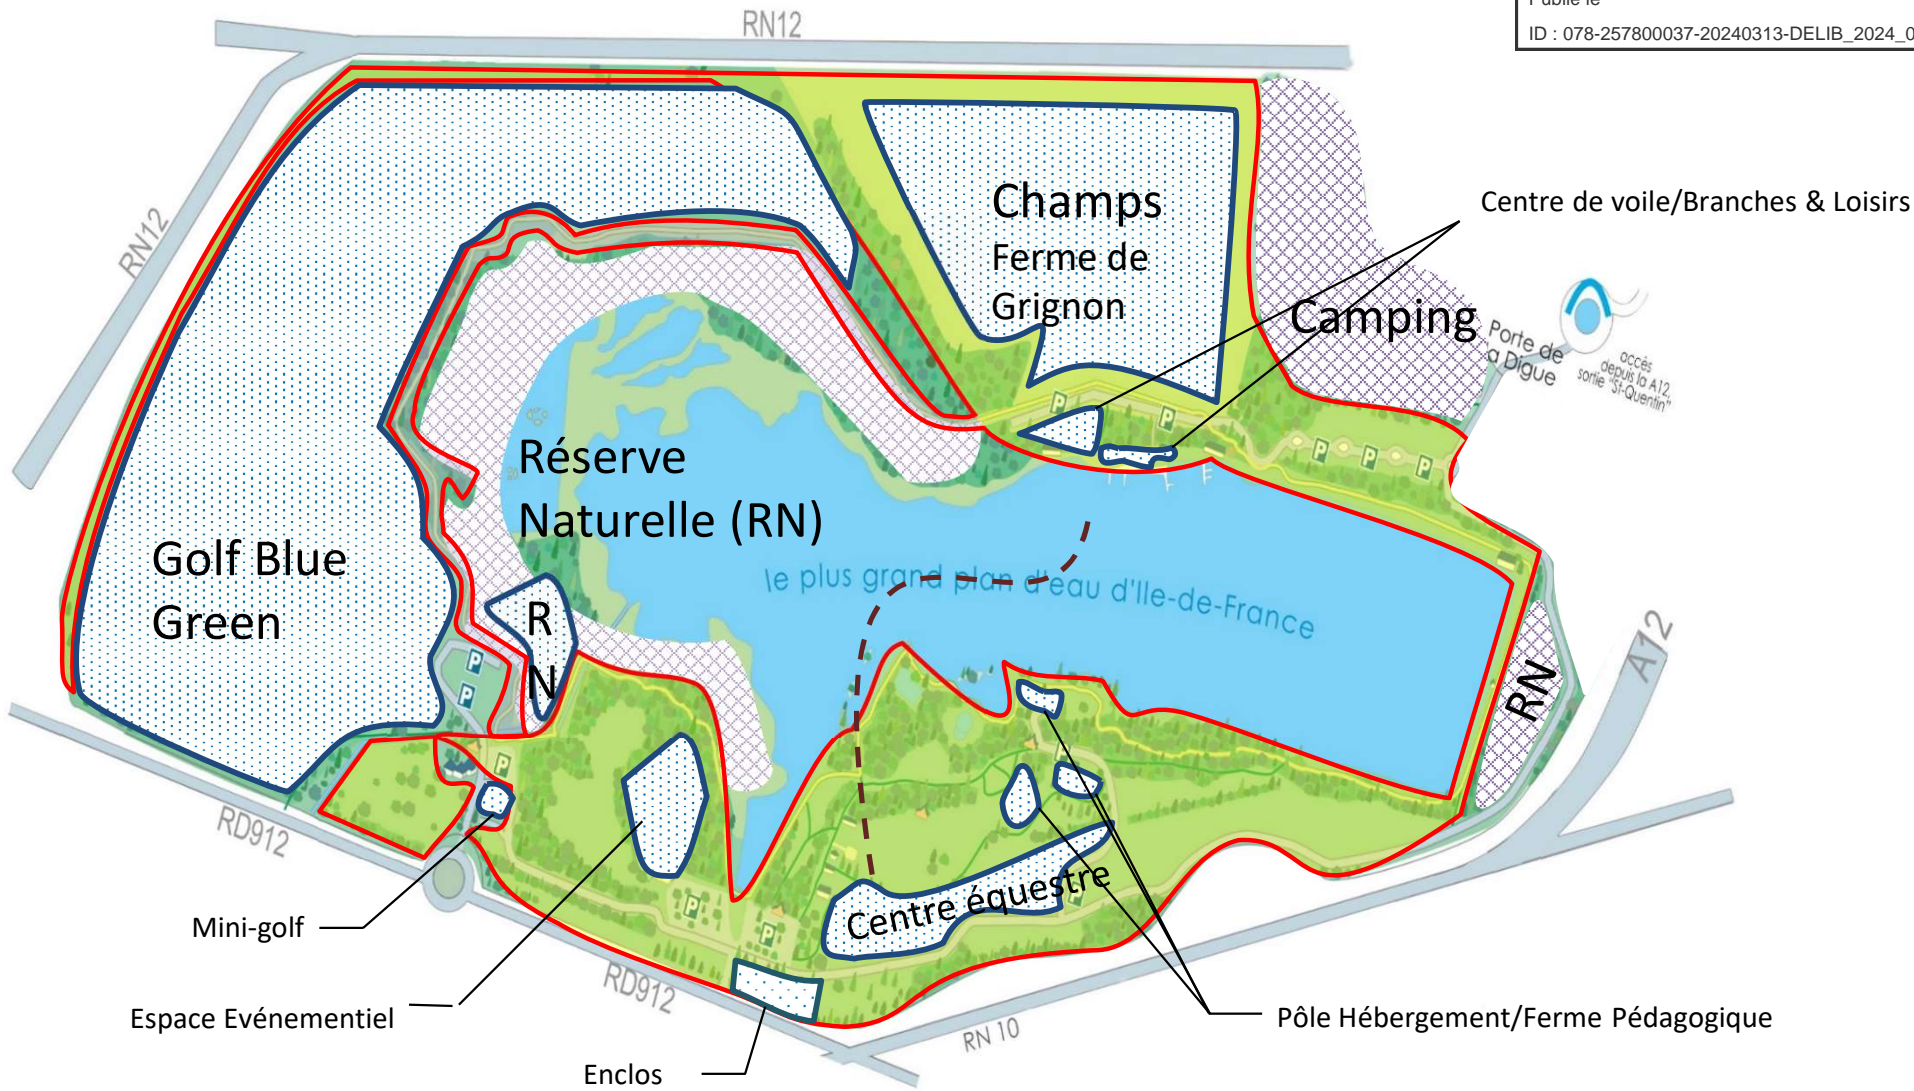 Publié le
ID : 078-257800037-20240313-DELIB_2024_0
RN12
RN12
Champs
Ferme de
Grignon
Centre de voile/Branches & Loisirs
Camping
Porte de
a Digue
accès
depuis la A12,
sortie "St-Quentin"
P
P
P
P
P
Réserve
Naturelle (RN)
Golf Blue
Green
le plus grand plan d'eau d'Ile-de-France
R
N
P
P
RN
A12
P
P
P
P
P
RD912
Centre équestre
Mini-golf
RD912
Espace Evénementiel
Pôle Hébergement/Ferme Pédagogique
RN 10
Enclos